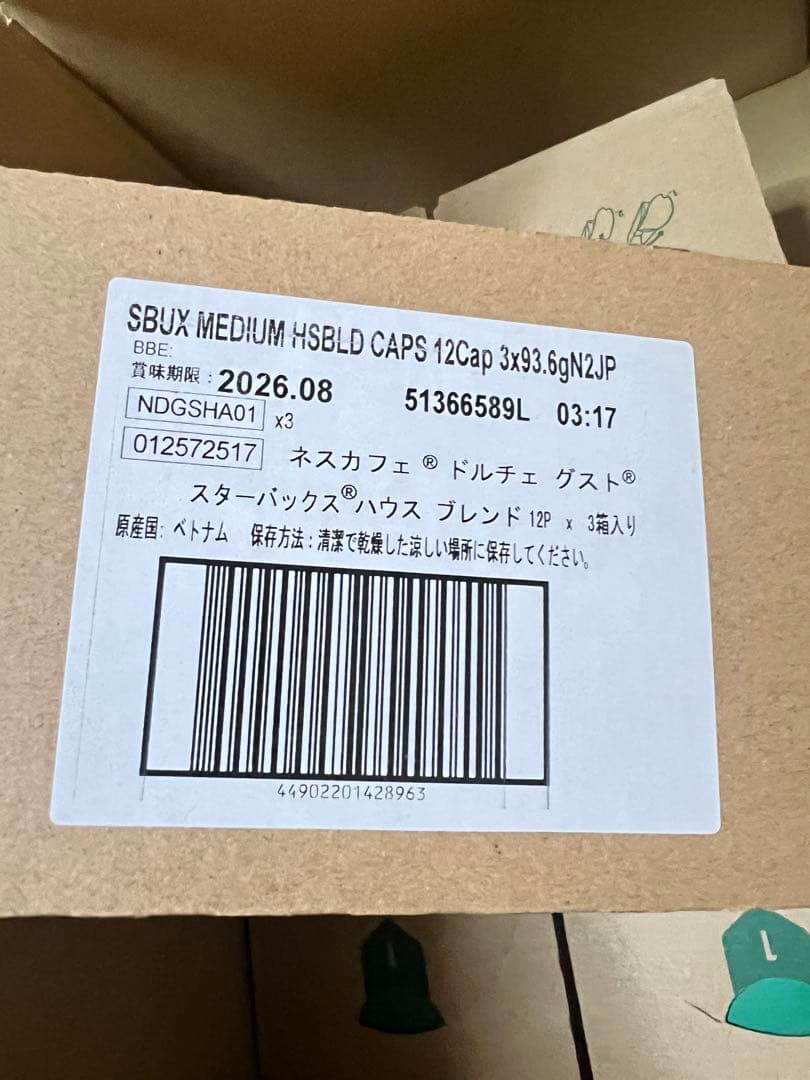 SBUX MEDIUM HSBLD CAPS 12Cap 3x93.6gN2JP
BBE:
賞味期限：2026.08 51366589L 03:17
NDGSHA01 x3
012572517
ネスカフェ®ドルチェ グスト®
スターバックス®ハウス ブレンド 12P x 3箱入り
原産国: ベトナム 保存方法：清潔で乾燥した涼しい場所に保存してください。
44902201428963
1